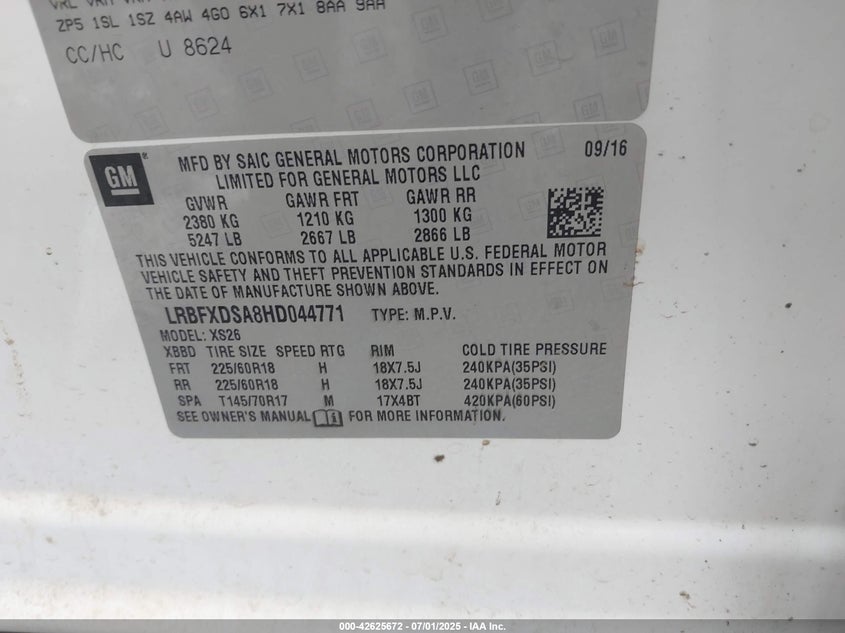 ZP5 1SL 1SZ 4AW 4G0 6X1 7X1 8AA 9AA
CC/HC U 8624
GM
MFD BY SAIC GENERAL MOTORS CORPORATION 09/16
LIMITED FOR GENERAL MOTORS LLC
GVWR GAWR FRT GAWR RR
2380 KG 1210 KG 1300 KG
5247 LB 2667 LB 2866 LB
THIS VEHICLE CONFORMS TO ALL APPLICABLE U.S. FEDERAL MOTOR
VEHICLE SAFETY AND THEFT PREVENTION STANDARDS IN EFFECT ON
THE DATE OF MANUFACTURE SHOWN ABOVE.
LRBFXDSA8HD044771 TYPE: M.P.V.
MODEL: XS26
XBBD TIRE SIZE SPEED RTG RIM COLD TIRE PRESSURE
FRT 225/60R18 H 18X7.5J 240KPA(35PSI)
RR 225/60R18 H 18X7.5J 240KPA(35PSI)
SPA T145/70R17 M 17X4BT 420KPA(60PSI)
SEE OWNER'S MANUAL FOR MORE INFORMATION.
000-42625672 - 07/01/2025 - IAA Inc.